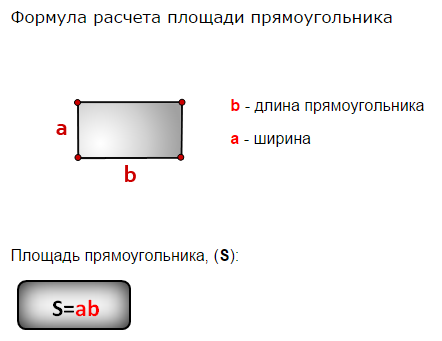 Формула расчета площади прямоугольника
b - длина прямоугольника
a
a - ширина
b
Площадь прямоугольника, (S):
S=ab